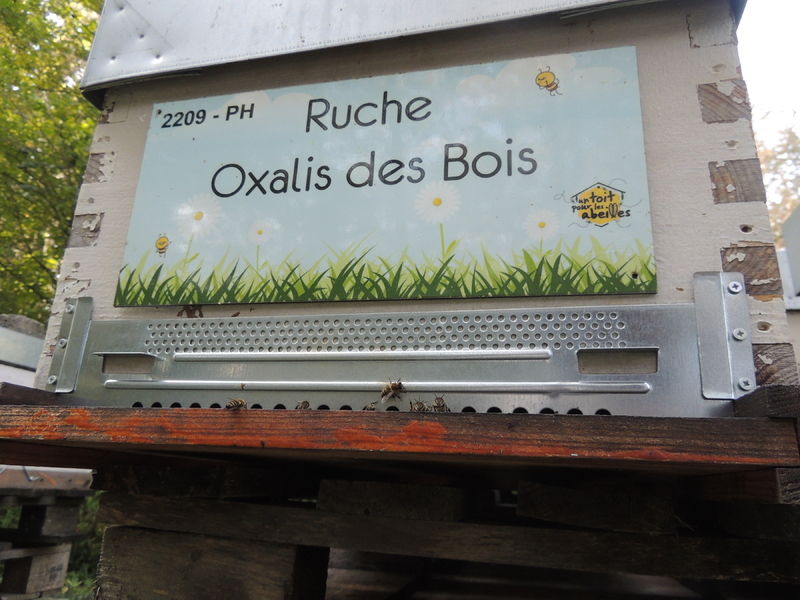 2209 - PH
Ruche
Oxalis des Bois
un toit
pour les
abeilles